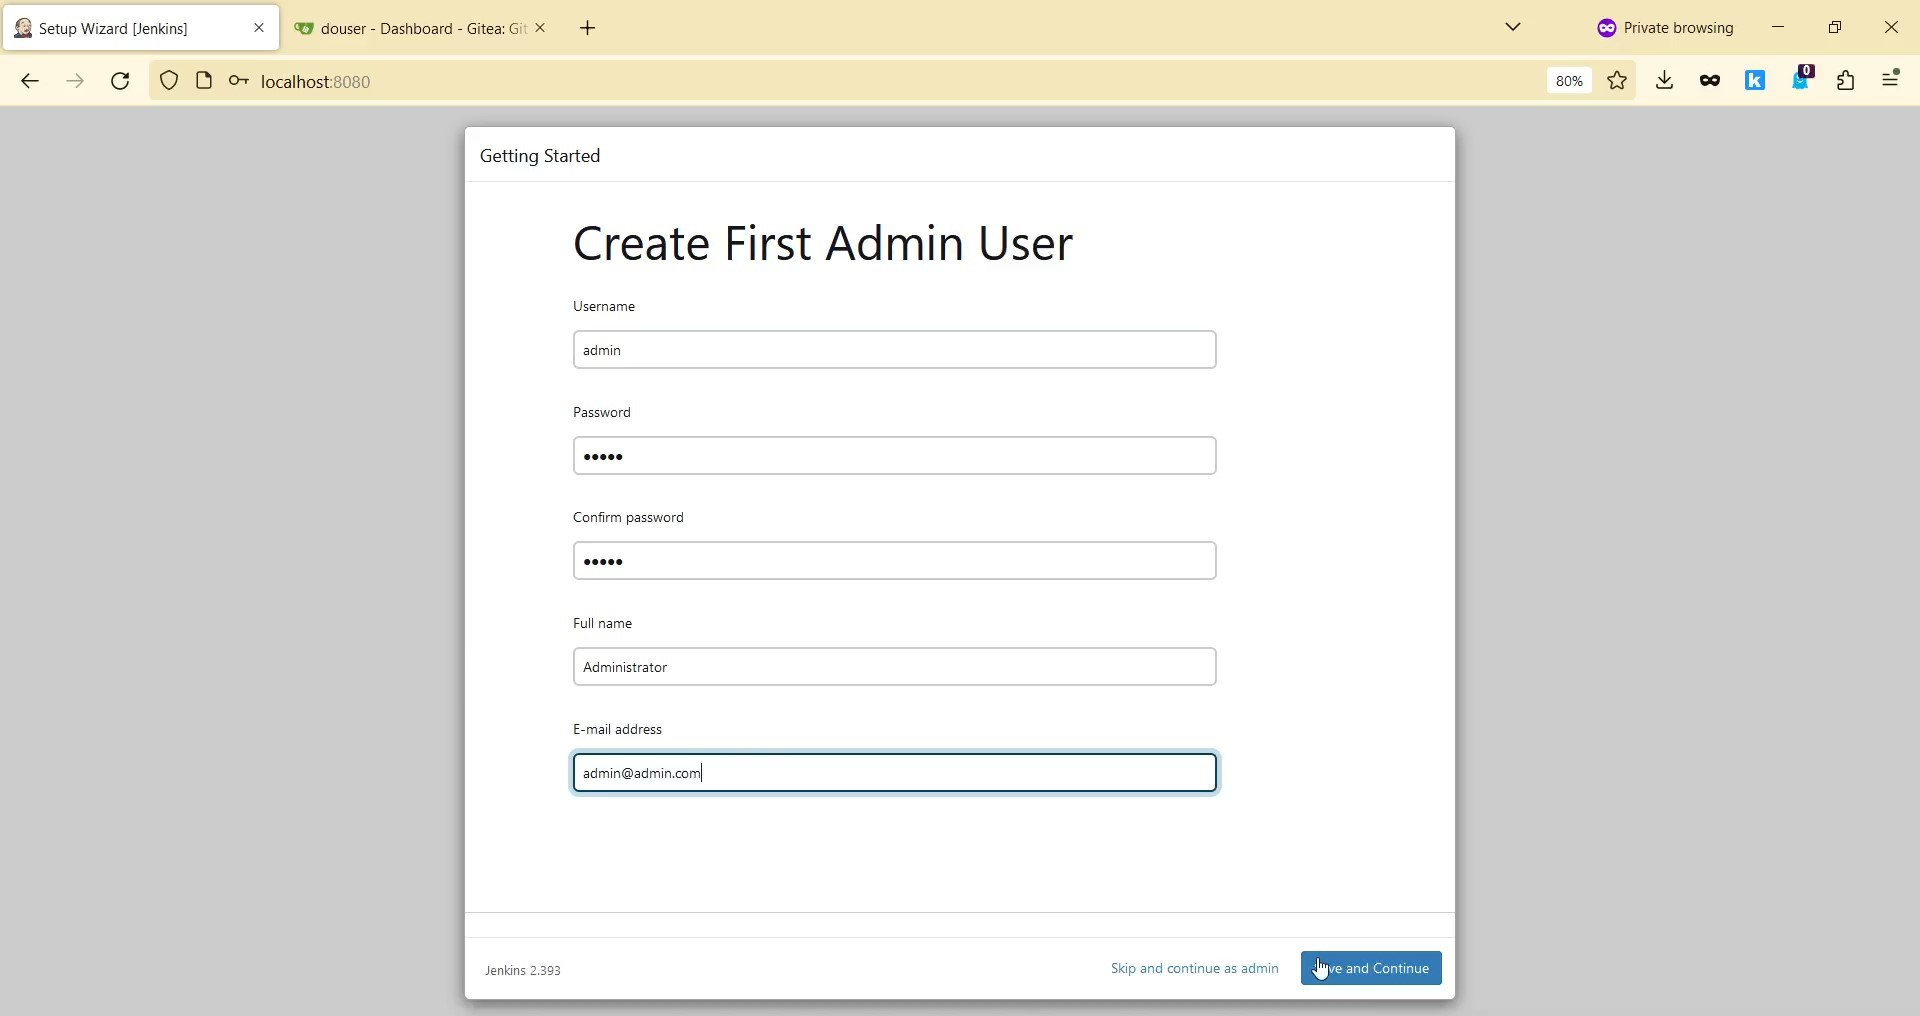 Setup Wizard [Jenkins]
douser - Dashboard - Gitea: Git
Private browsing
localhost:8080
80%
0
k
Getting Started
Create First Admin User
Username
admin
Password
•••••
Confirm password
•••••
Full name
Administrator
E-mail address
admin@admin.com
Jenkins 2.393
Skip and continue as admin
and Continue